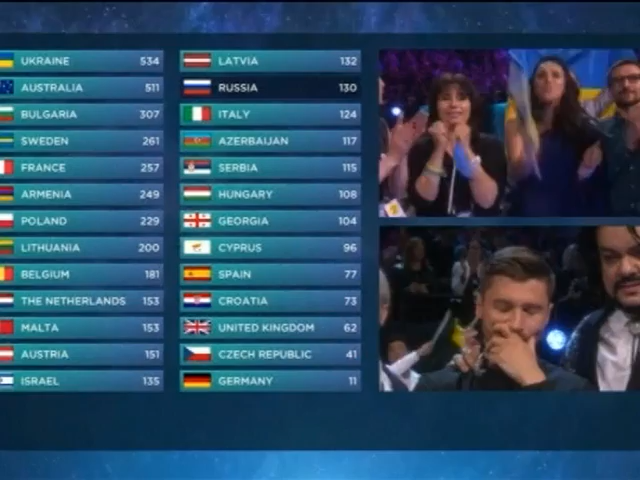 UKRAINE 534
AUSTRALIA 511
BULGARIA 307
SWEDEN 261
FRANCE 257
ARMENIA 249
POLAND 229
LITHUANIA 200
BELGIUM 181
THE NETHERLANDS 153
MALTA 153
AUSTRIA 151
ISRAEL 135
LATVIA 132
RUSSIA 130
ITALY 124
AZERBAIJAN 117
SERBIA 115
HUNGARY 108
GEORGIA 104
CYPRUS 96
SPAIN 77
CROATIA 73
UNITED KINGDOM 62
CZECH REPUBLIC 41
GERMANY 11